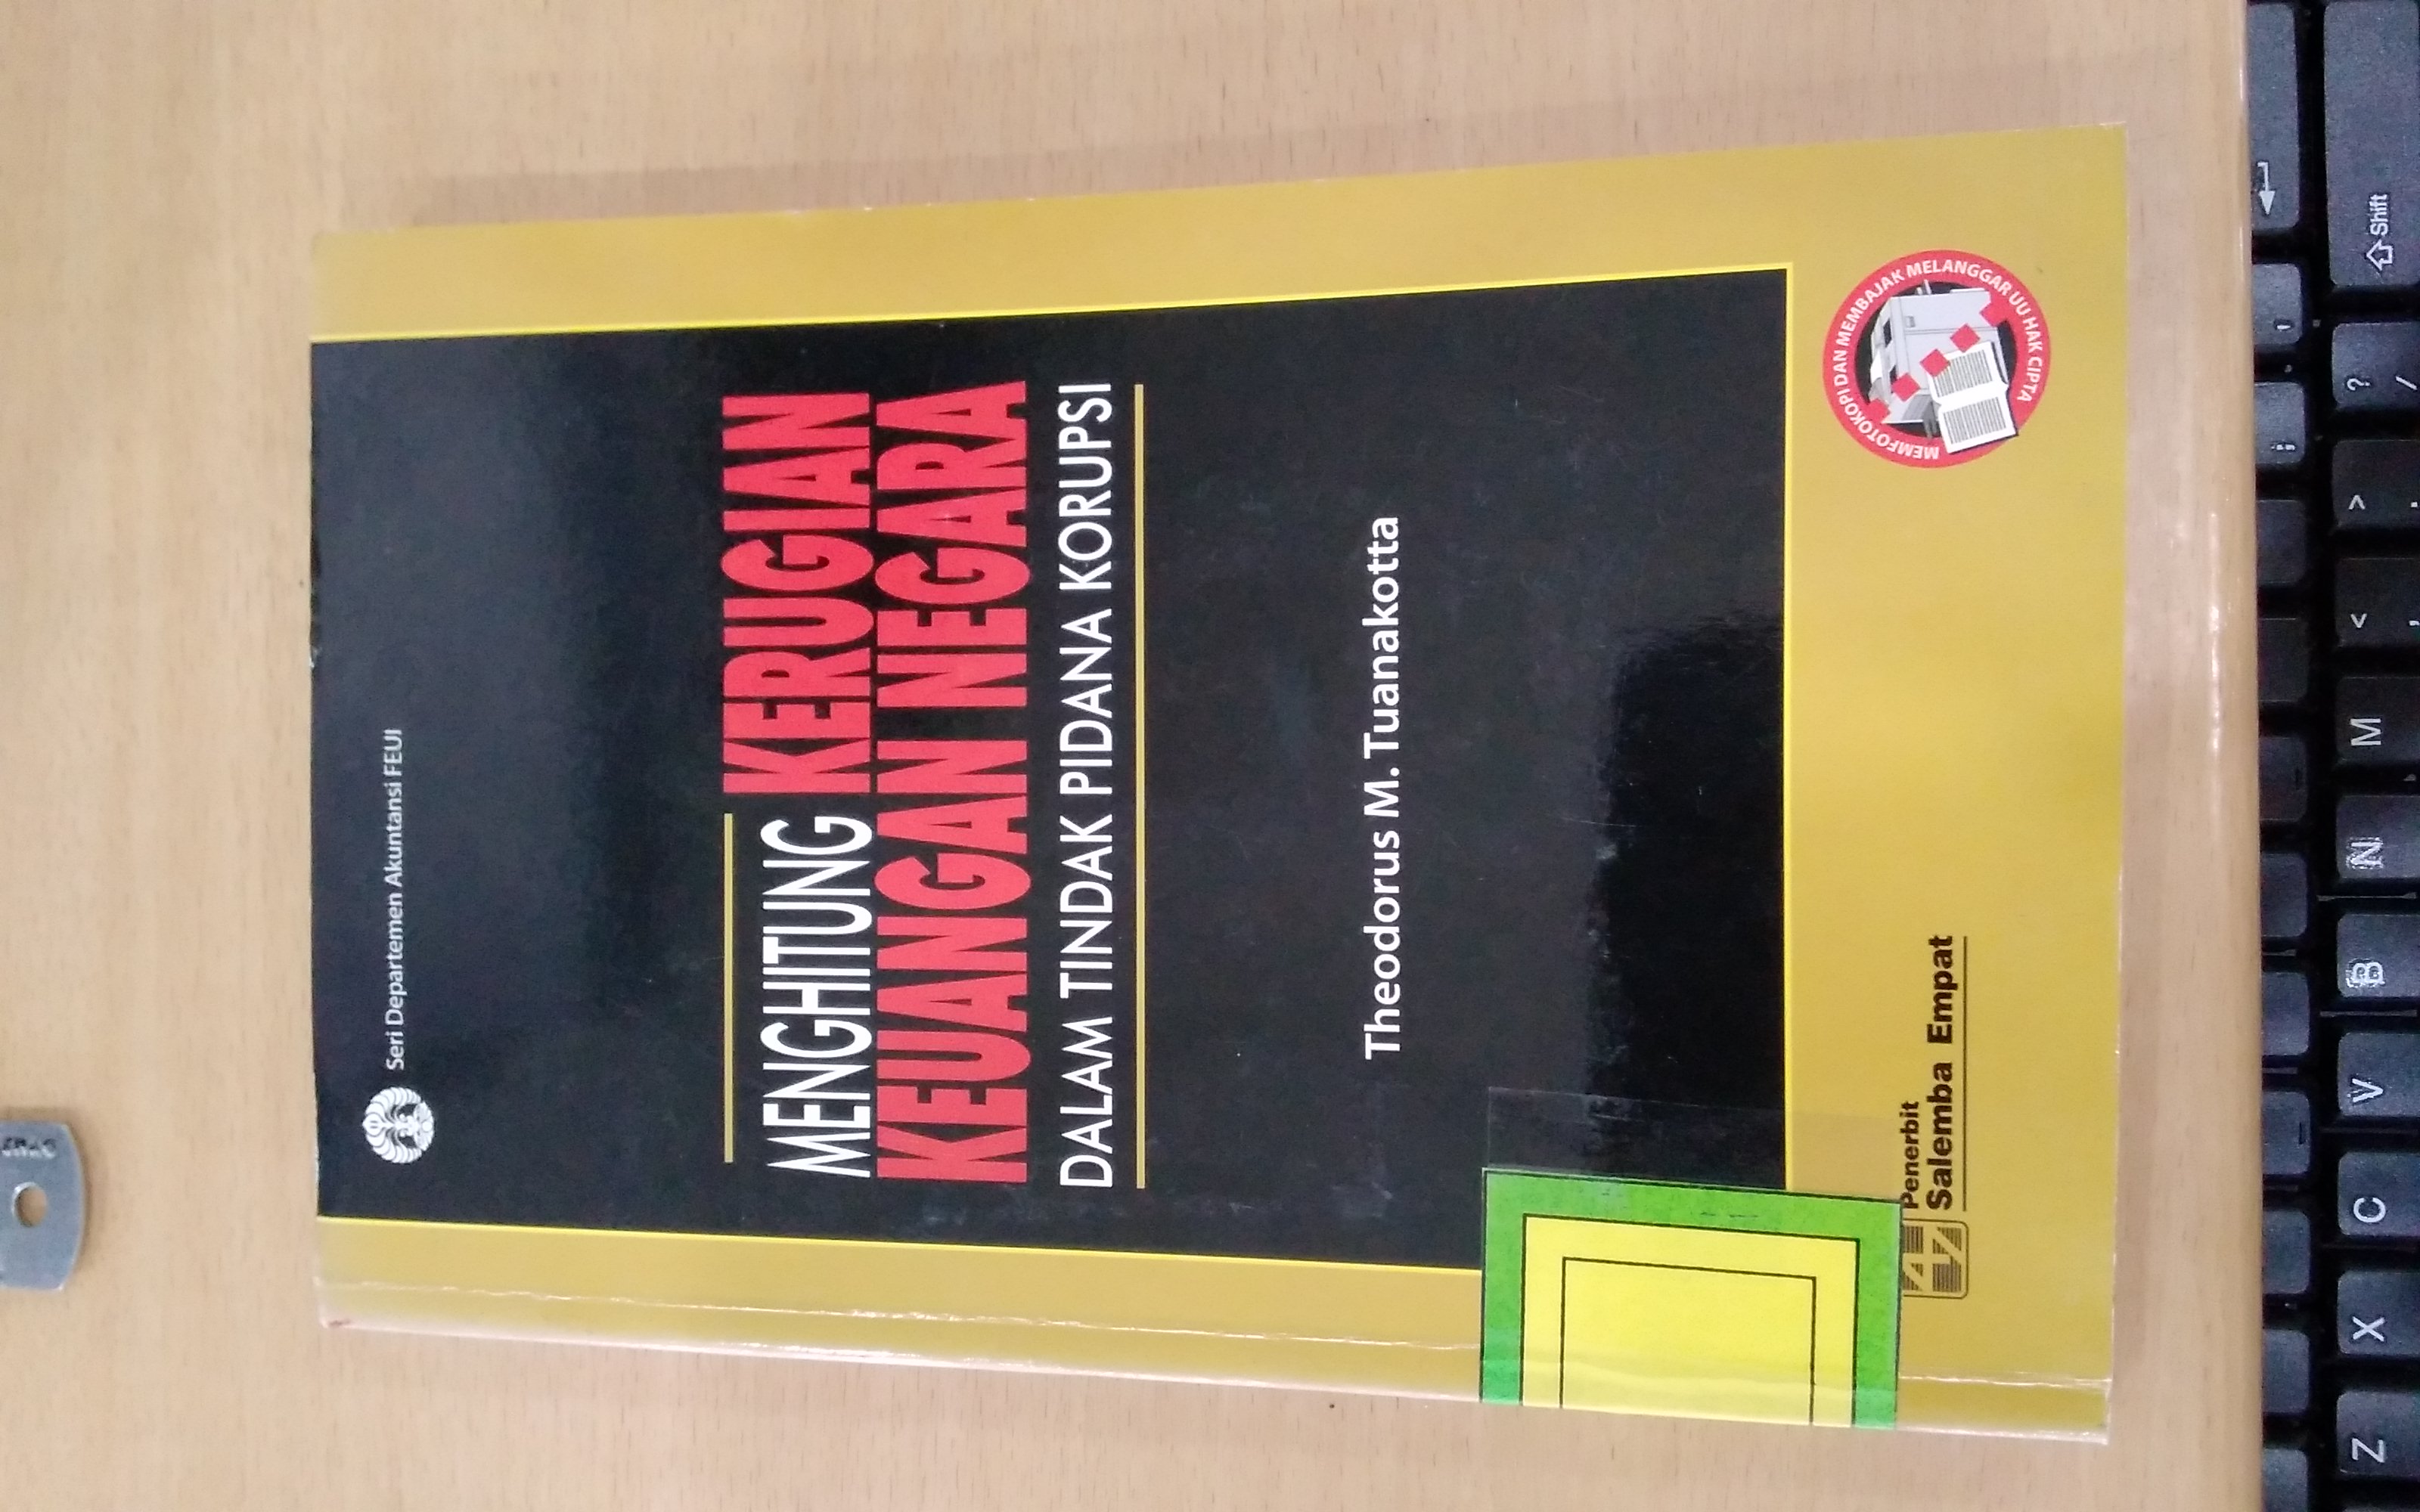 Seri Departemen Akuntansi FEUI
MENGHITUNG KERUGIAN
KEUANGAN NEGARA
DALAM TINDAK PIDANA KORUPSI
Theodorus M. Tuanakotta
Penerbit
Salemba Empat
MEMFOTOKOPI DAN MEMBAJAK MELANGGAR UU HAK CIPTA
Shift
? /
> .
< ,
M
N
B
V
C
X
Z